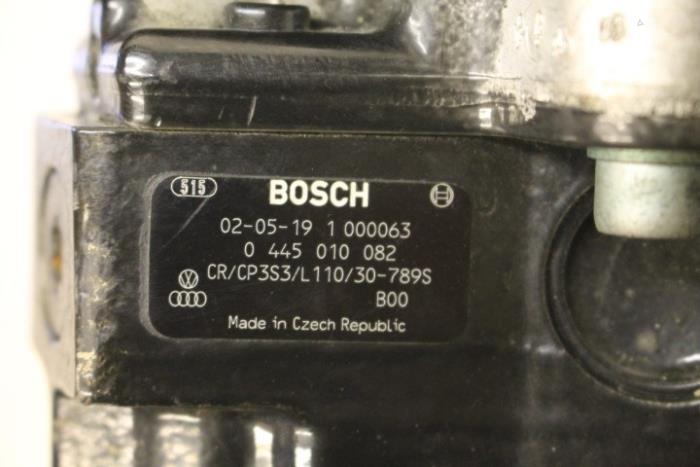 515 BOSCH
02-05-19 1 000063
0 445 010 082
CR/CP3S3/L110/30-789S
B00
Made in Czech Republic